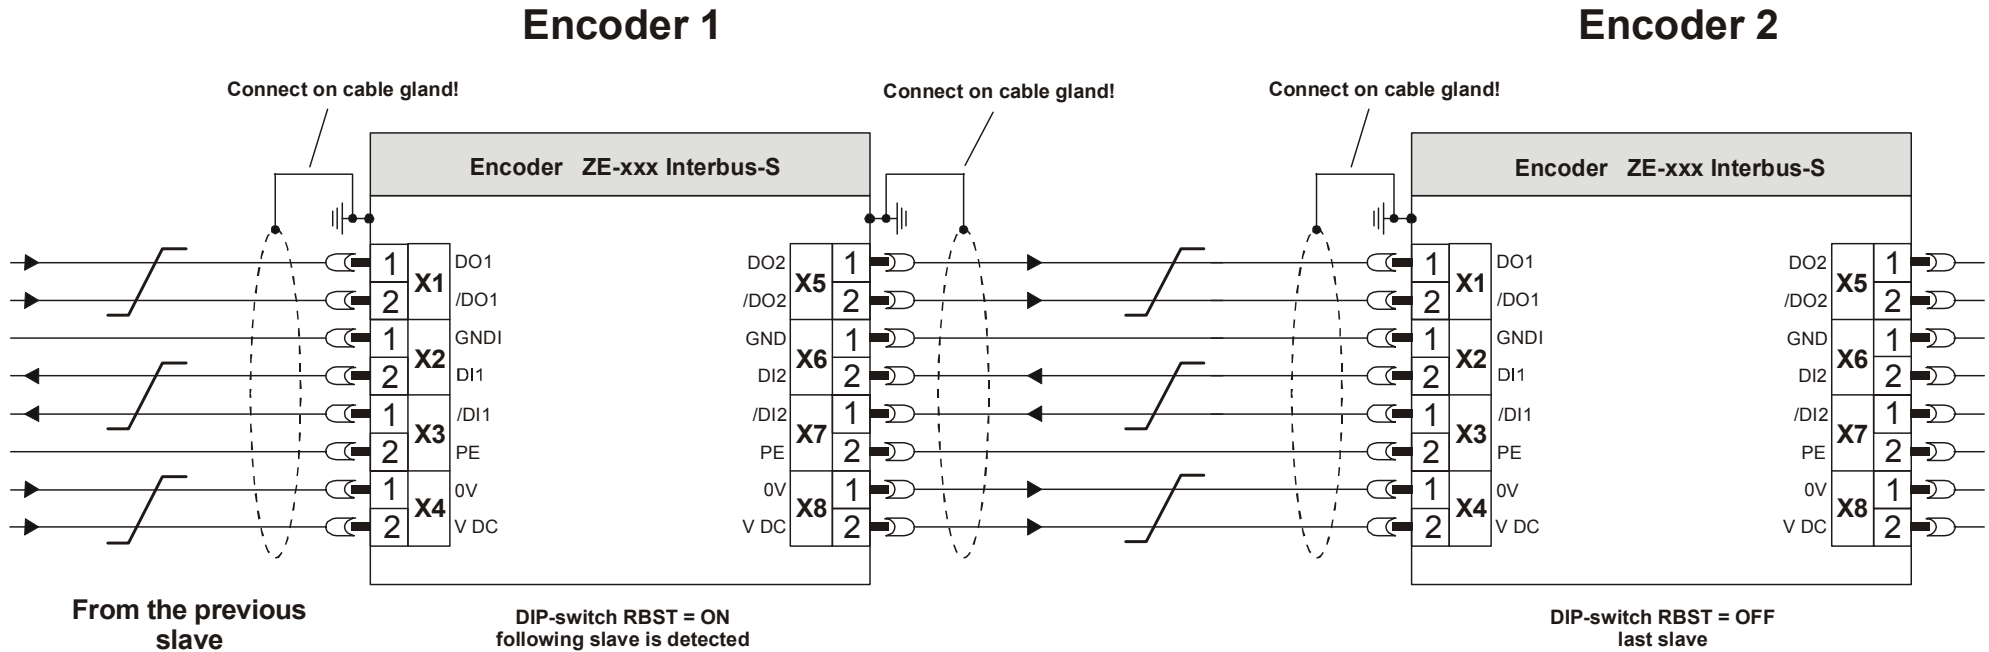 Encoder 1
Encoder 2
Connect on cable gland!
Connect on cable gland!
Connect on cable gland!
Encoder ZE-xxx Interbus-S
Encoder ZE-xxx Interbus-S
1 X1 DO1 DO2 X5 1 1 X1 DO1 DO2 X5 1
2 /DO1 /DO2 2 2 /DO1 /DO2 2
1 X2 GNDI GND X6 1 1 X2 GNDI GND X6 1
2 DI1 DI2 2 2 DI1 DI2 2
1 X3 /DI1 /DI2 X7 1 1 X3 /DI1 /DI2 X7 1
2 PE PE 2 2 PE PE 2
1 X4 0V 0V X8 1 1 X4 0V 0V X8 1
2 V DC V DC 2 2 V DC V DC 2
From the previous
slave
DIP-switch RBST = ON
following slave is detected
DIP-switch RBST = OFF
last slave